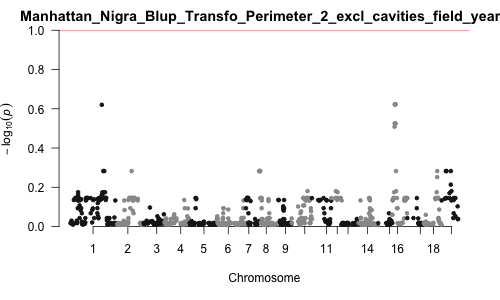 Manhattan_Nigra_Blup_Transfo_Perimeter_2_excl_cavities_field_year
1.0
0.8
0.6
0.4
0.2
0.0
− log10(p)
1 2 3 4 5 6 7 8 9 11 14 16 18
Chromosome